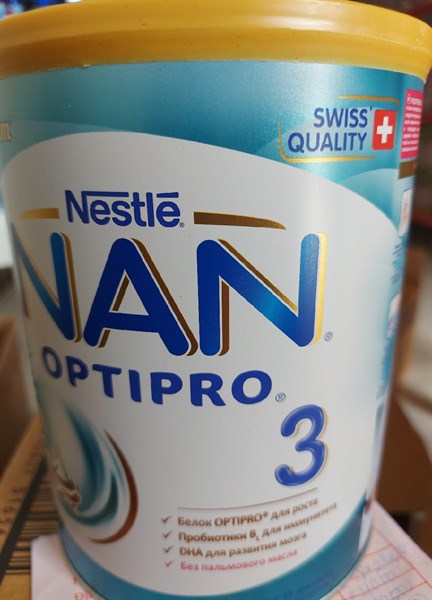 SWISS
QUALITY
Nestlé®
NAN®
OPTIPRO®
3
✓ Белок OPTIPRO® для роста
✓ Пробиотики BL для иммунитета
✓ DHA для развития мозга
✓ Без пальмового масла